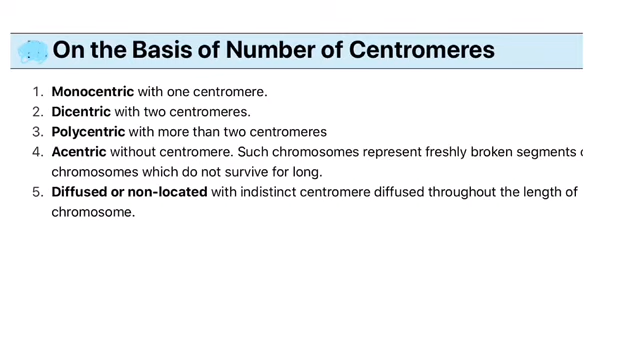 On the Basis of Number of Centromeres
1. Monocentric with one centromere.
2. Dicentric with two centromeres.
3. Polycentric with more than two centromeres
4. Acentric without centromere. Such chromosomes represent freshly broken segments
chromosomes which do not survive for long.
5. Diffused or non-located with indistinct centromere diffused throughout the length of
chromosome.